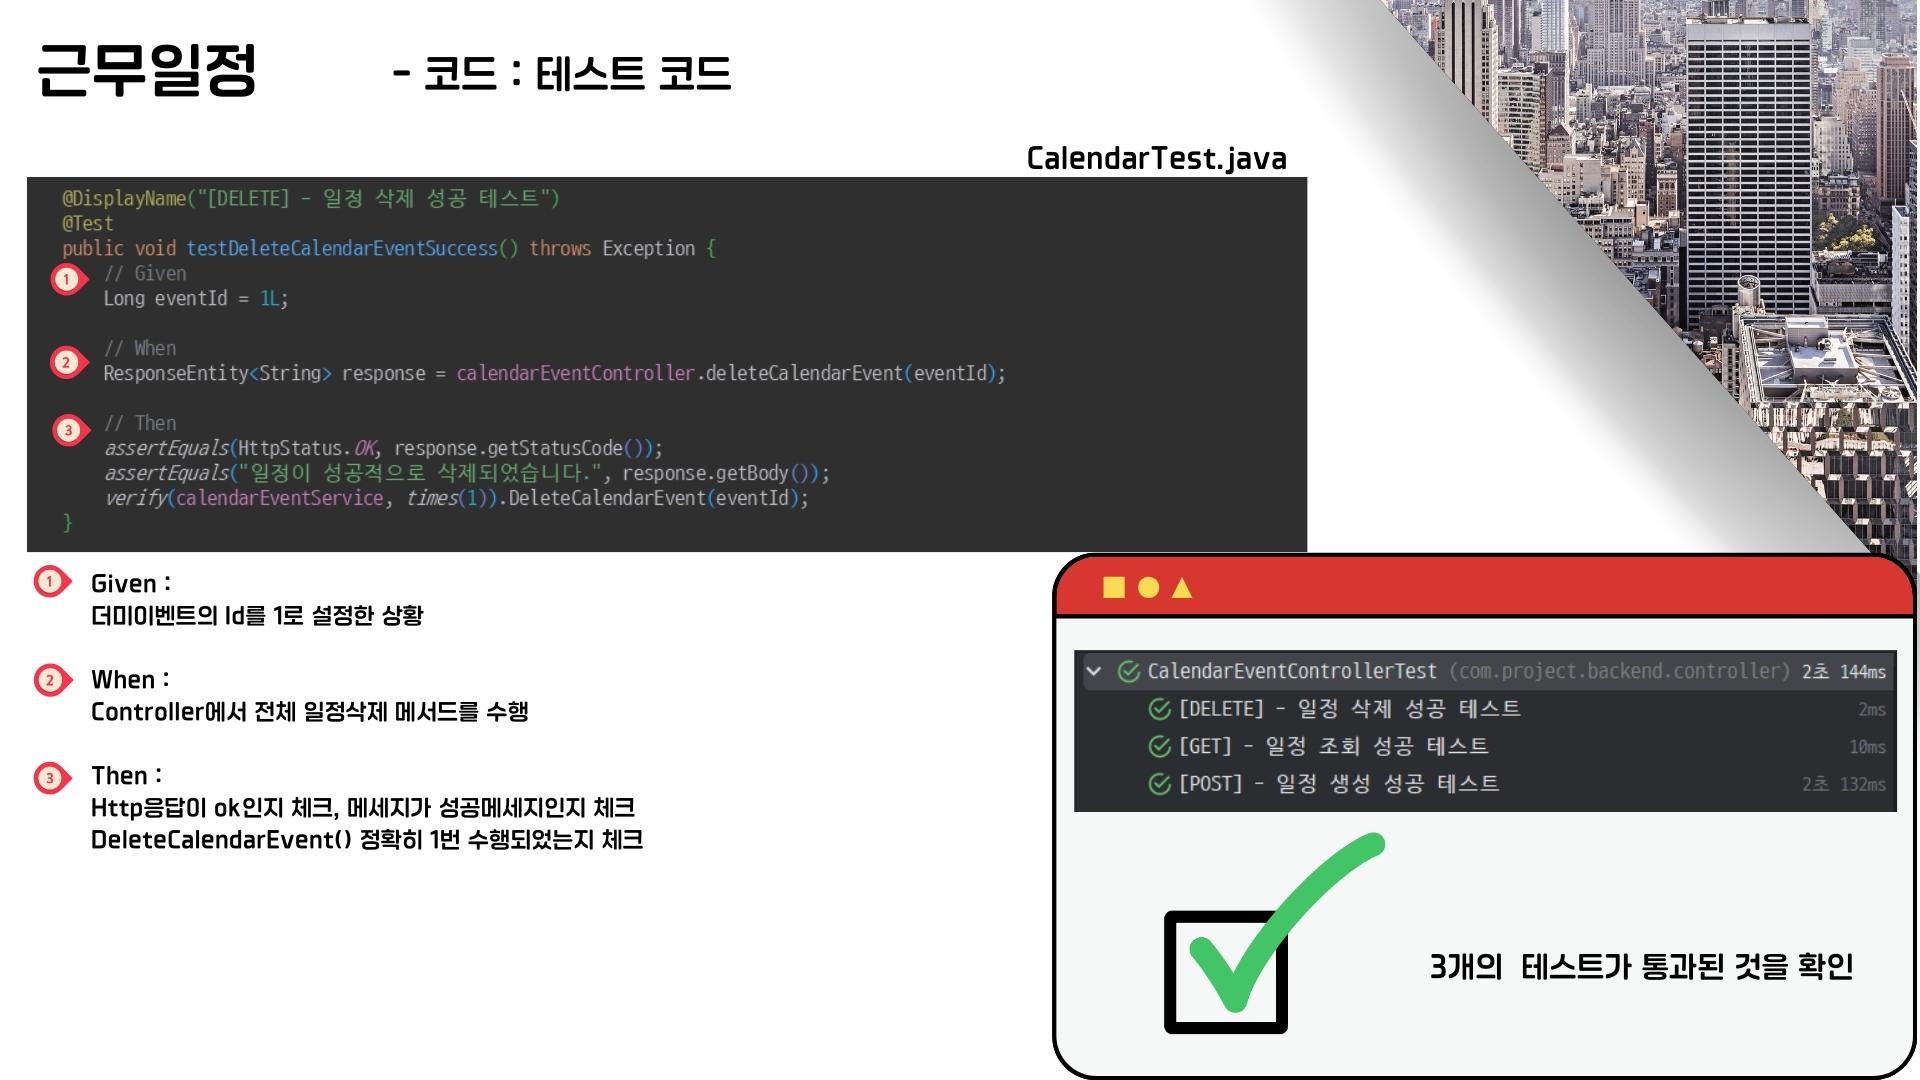 근무일정
- 코드 : 테스트 코드
CalendarTest.java
@DisplayName("[DELETE] - 일정 삭제 성공 테스트")
@Test
public void testDeleteCalendarEventSuccess() throws Exception {
1
// Given
Long eventId = 1L;
2
// When
ResponseEntity<String> response = calendarEventController.deleteCalendarEvent(eventId);
3
// Then
assertEquals(HttpStatus.OK, response.getStatusCode());
assertEquals("일정이 성공적으로 삭제되었습니다.", response.getBody());
verify(calendarEventService, times(1)).DeleteCalendarEvent(eventId);
}
1
Given :
더미이벤트의 Id를 1로 설정한 상황
2
When :
Controller에서 전체 일정삭제 메서드를 수행
3
Then :
Http응답이 ok인지 체크, 메세지가 성공메세지인지 체크
DeleteCalendarEvent() 정확히 1번 수행되었는지 체크
CalendarEventControllerTest (com.project.backend.controller) 2초 144ms
[DELETE] - 일정 삭제 성공 테스트 2ms
[GET] - 일정 조회 성공 테스트 10ms
[POST] - 일정 생성 성공 테스트 2초 132ms
3개의 테스트가 통과된 것을 확인